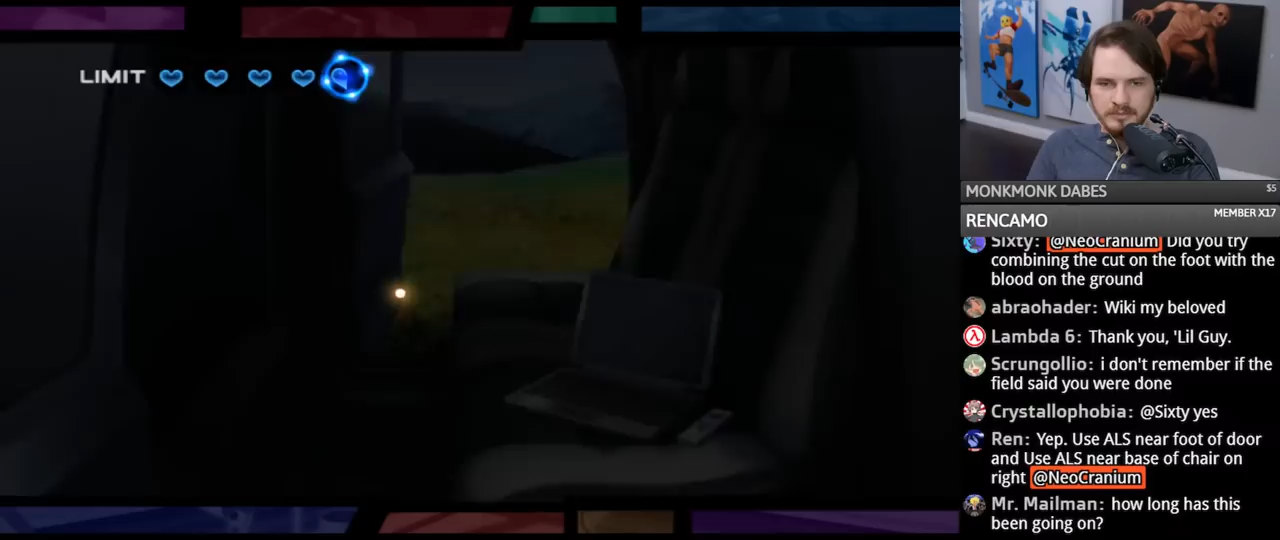 LIMIT
MONKMONK DABES
$5
RENCAMO
MEMBER X17
Sixty: @NeoCranium Did you try
combining the cut on the foot with the
blood on the ground
abraohader: Wiki my beloved
Lambda 6: Thank you, 'Lil Guy.
Scrungollio: i don't remember if the
field said you were done
Crystallophobia: @Sixty yes
Ren: Yep. Use ALS near foot of door
and Use ALS near base of chair on
right @NeoCranium
Mr. Mailman: how long has this
been going on?